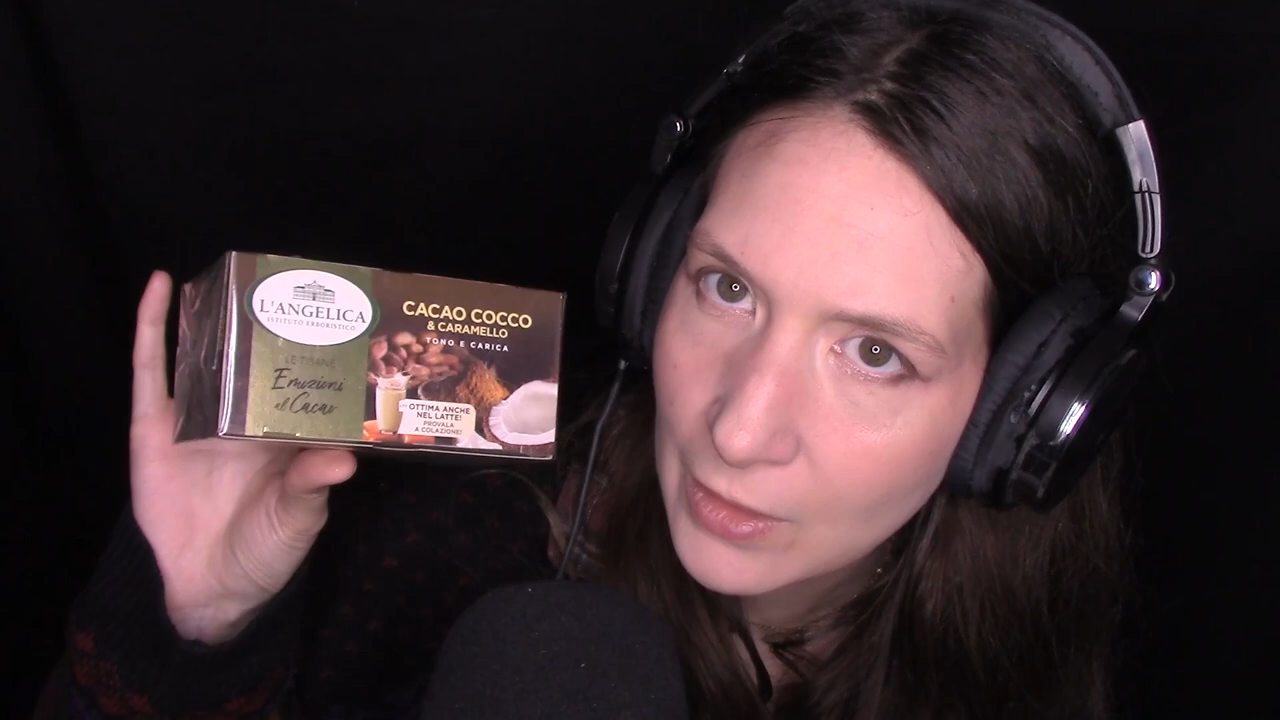 L'ANGELICA
ISTITUTO ERBORISTICO
LE TISANE
Emozioni
al Cacao
CACAO COCCO
& CARAMELLO
TONO E CARICA
OTTIMA ANCHE
NEL LATTE!
PROVALA
A COLAZIONE!